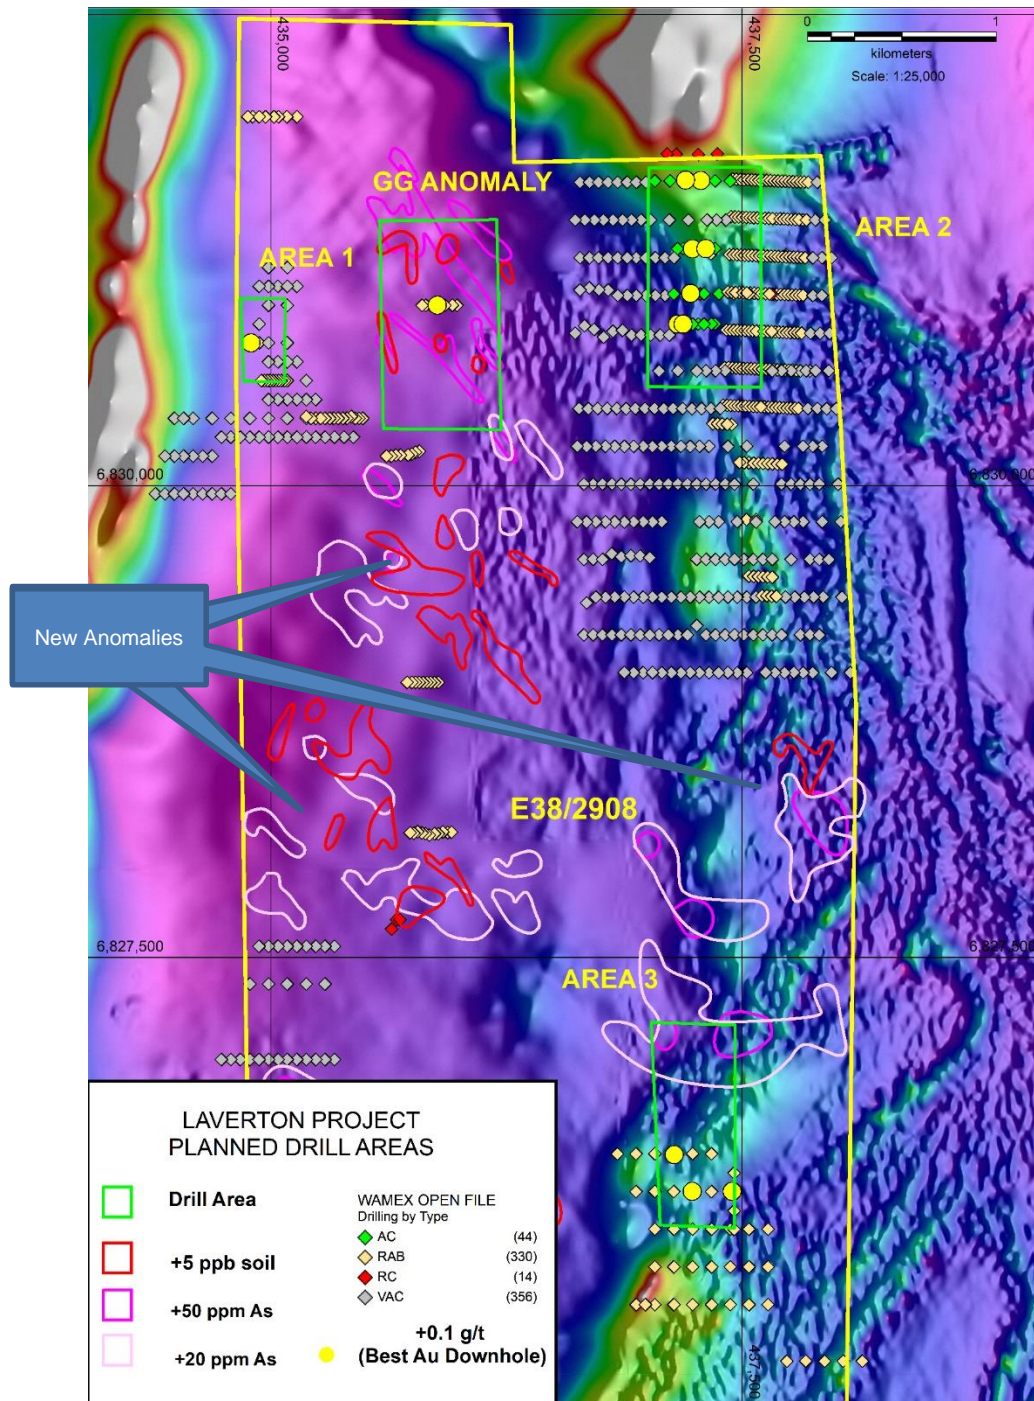 435,000
437,500
0 1
kilometers
Scale: 1:25,000
GG ANOMALY
AREA 1
AREA 2
6,830,000
6,830,000
New Anomalies
E38/2908
6,827,500
6,827,500
AREA 3
LAVERTON PROJECT
PLANNED DRILL AREAS
Drill Area
+5 ppb soil
+50 ppm As
+20 ppm As
WAMEX OPEN FILE
Drilling by Type
AC (44)
RAB (330)
RC (14)
VAC (356)
+0.1 g/t
(Best Au Downhole)
437,500